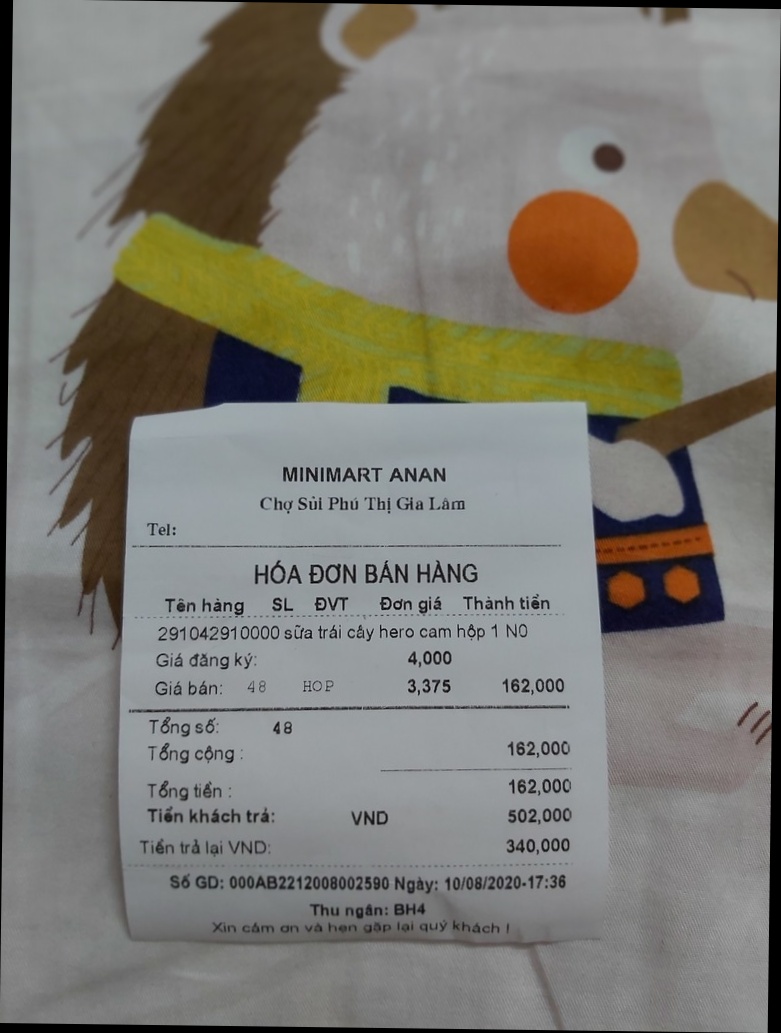 MINIMART ANAN
Chợ Sủi Phú Thị Gia Lâm
Tel:
HÓA ĐƠN BÁN HÀNG
Tên hàng SL ĐVT Đơn giá Thành tiền
291042910000 sữa trái cây hero cam hộp 1 N0
Giá đăng ký: 4,000
Giá bán: 48 HOP 3,375 162,000
Tổng số: 48
Tổng cộng : 162,000
Tổng tiền : 162,000
Tiền khách trả: VND 502,000
Tiền trả lại VND: 340,000
Số GD: 000AB2212008002590 Ngày: 10/08/2020-17:36
Thu ngân: BH4
Xin cảm ơn và hẹn gặp lại quý khách !